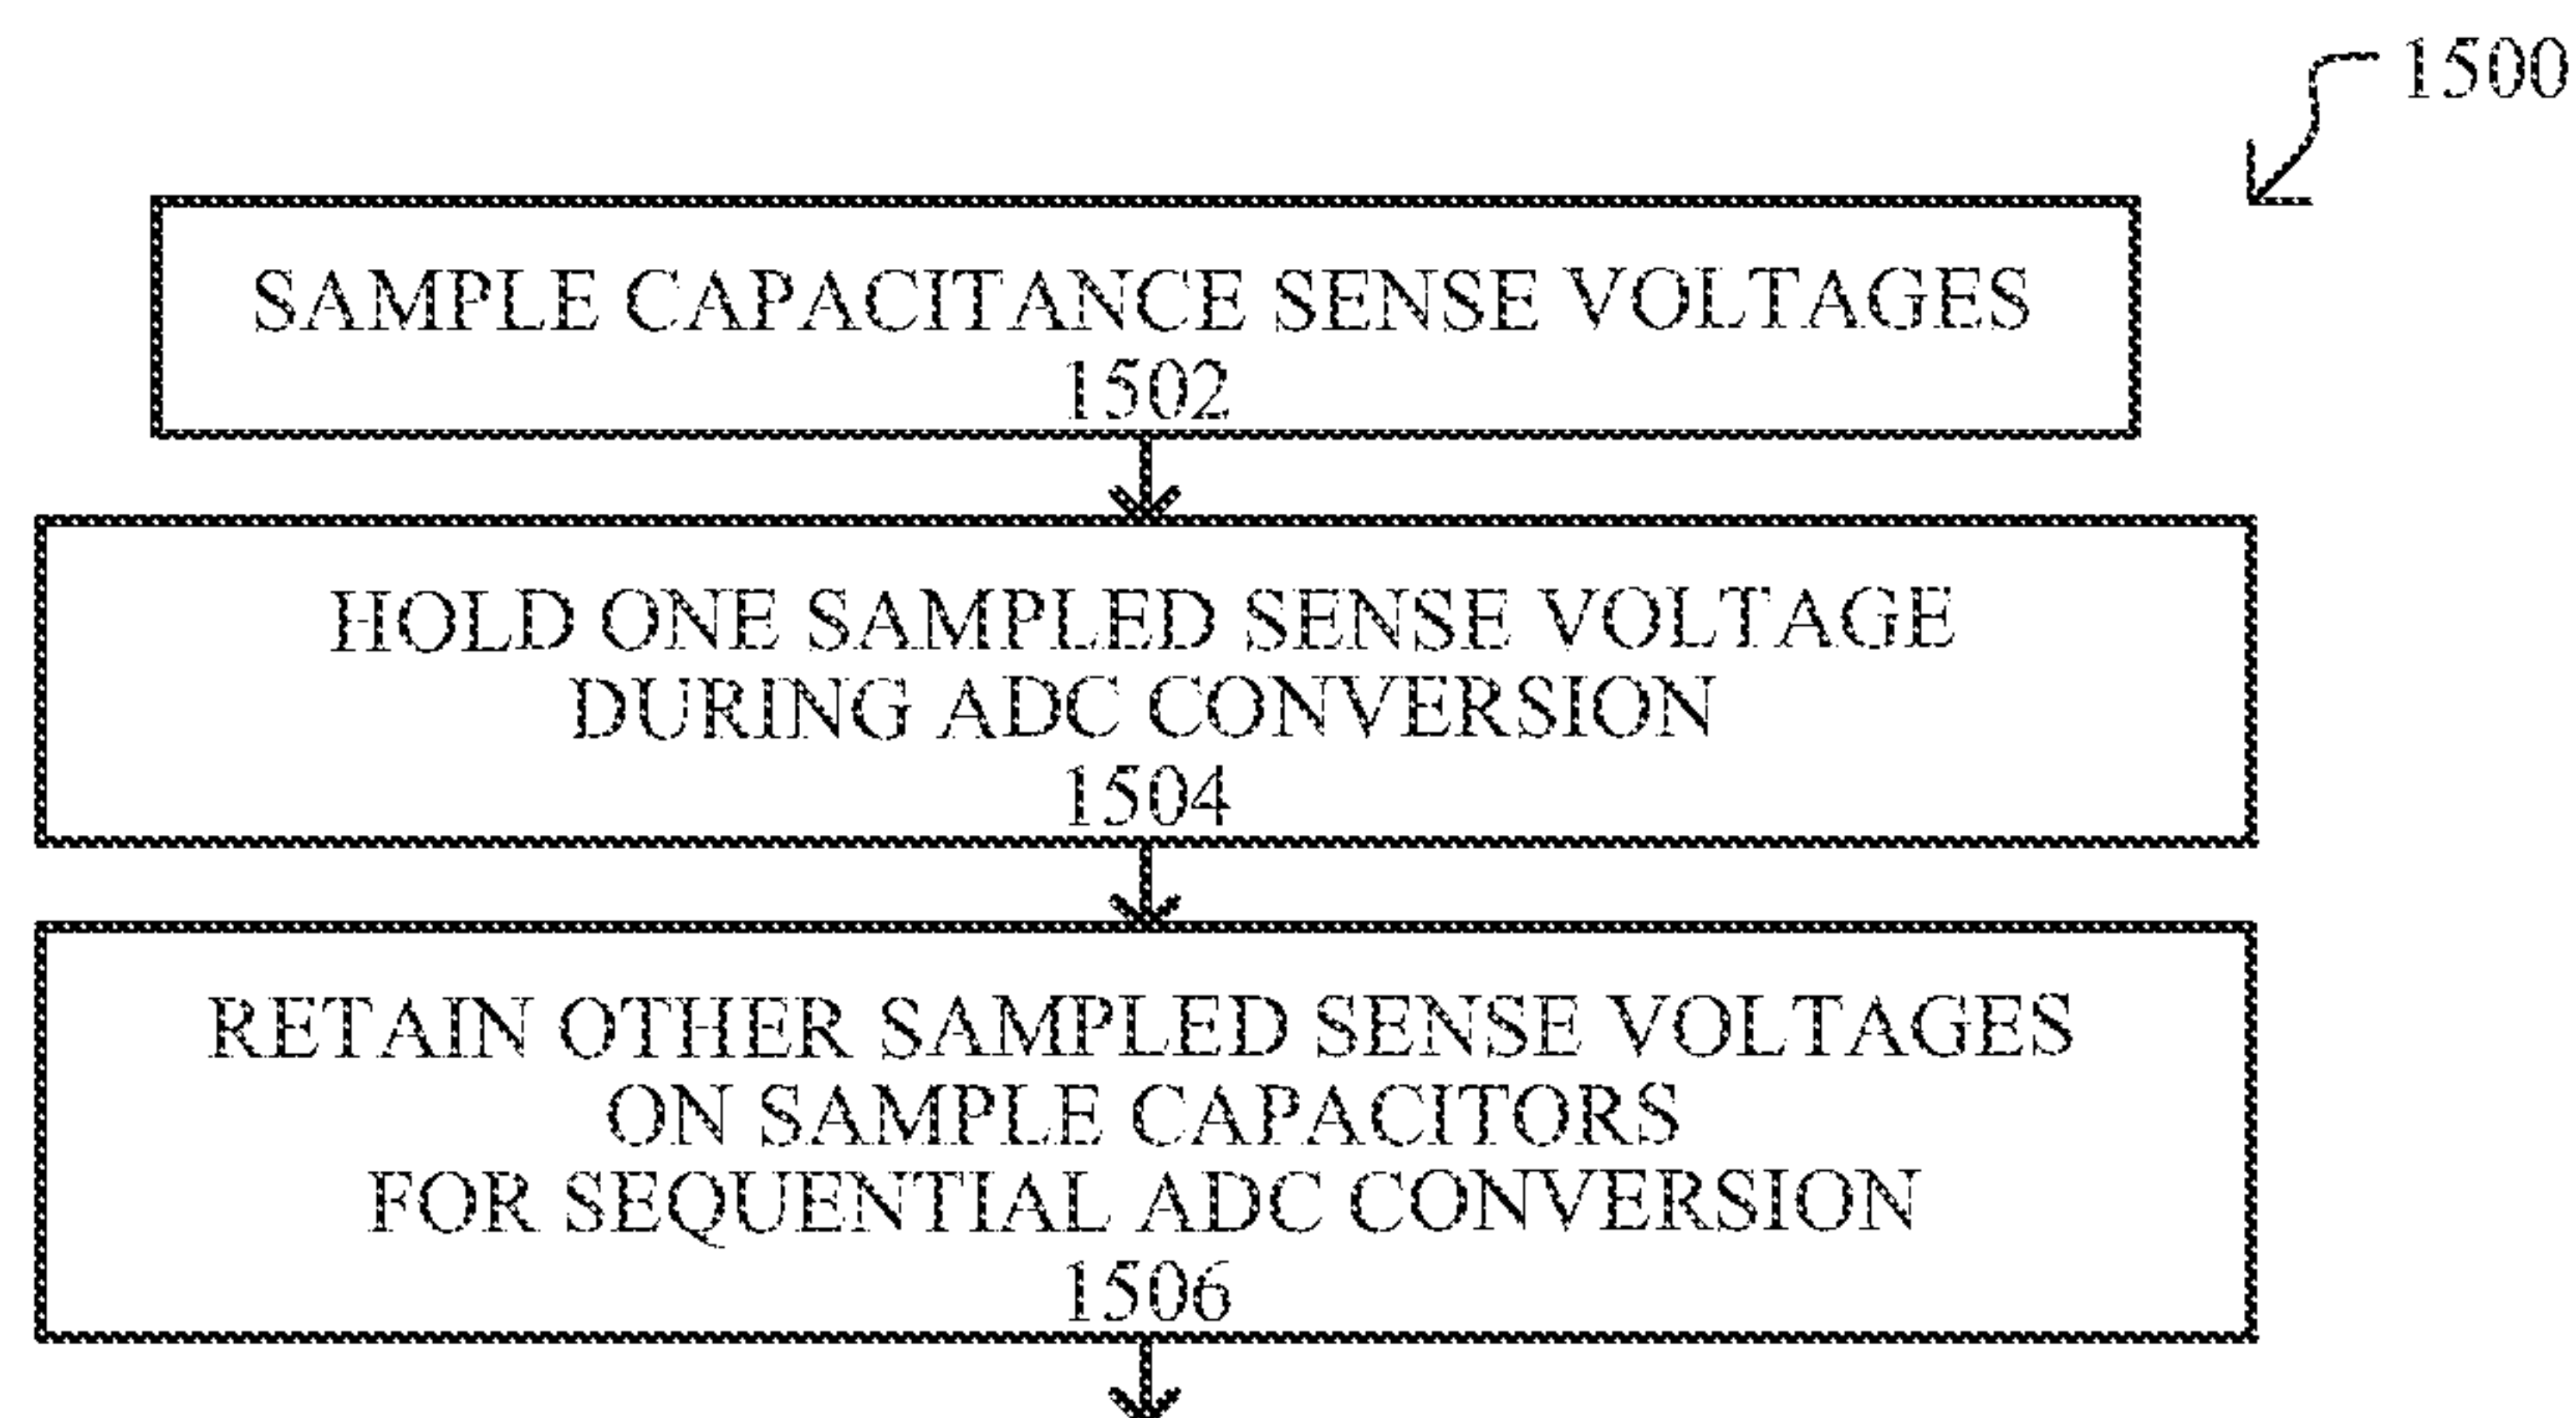 1500
SAMPLE CAPACITANCE SENSE VOLTAGES
1502
HOLD ONE SAMPLED SENSE VOLTAGE
DURING ADC CONVERSION
1504
RETAIN OTHER SAMPLED SENSE VOLTAGES
ON SAMPLE CAPACITORS
FOR SEQUENTIAL ADC CONVERSION
1506